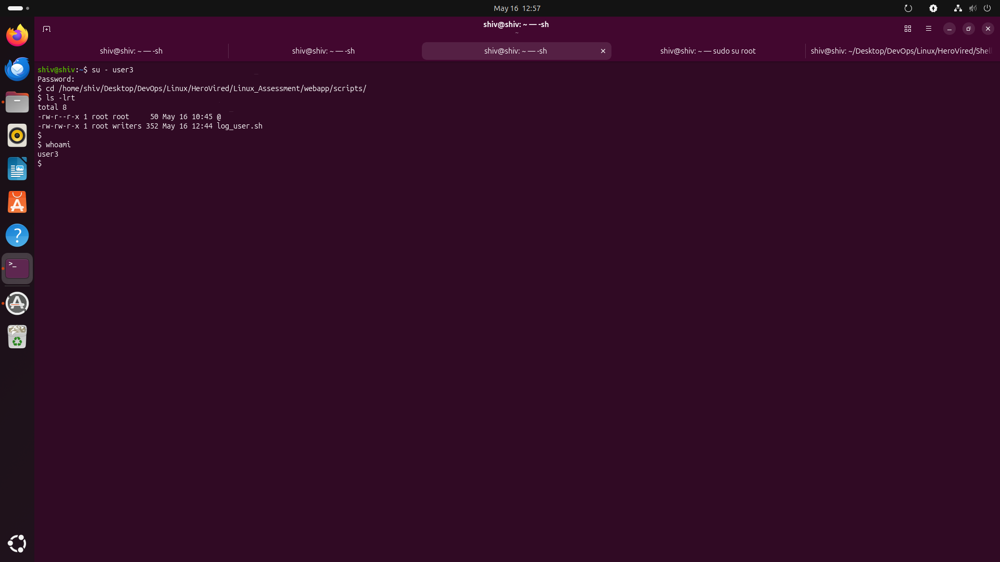 May 16 12:57
shiv@shiv: ~ — -sh
~
shiv@shiv: ~ — -sh
shiv@shiv: ~ — -sh
shiv@shiv: ~ — -sh
shiv@shiv: ~ — sudo su root
shiv@shiv: ~/Desktop/DevOps/Linux/HeroVired/Shel
shiv@shiv:~$ su - user3
Password:
$ cd /home/shiv/Desktop/DevOps/Linux/HeroVired/Linux_Assessment/webapp/scripts/
$ ls -lrt
total 8
-rw-r--r-x 1 root root     50 May 16 10:45 @
-rw-rw-r-x 1 root writers 352 May 16 12:44 log_user.sh
$
$ whoami
user3
$